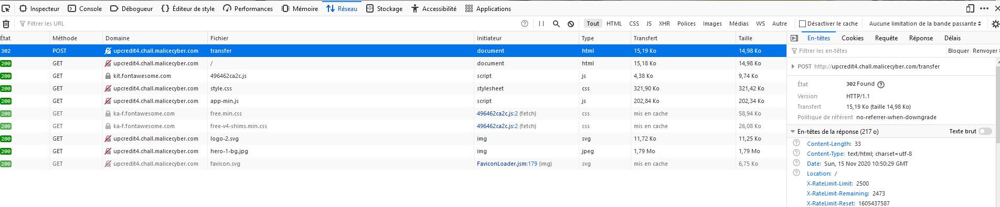 Inspecteur Console Débogueur Éditeur de style Performances Mémoire Réseau Stockage Accessibilité Applications
Filtrer les URL Tout HTML CSS JS XHR Polices Images Médias WS Autre Désactiver le cache Aucune limitation de la bande passante
État Méthode Domaine Fichier Initiateur Type Transfert Taille
302 POST upcredit4.chall.malicecyber.com transfer document html 15,19 Ko 14,98 Ko
200 GET upcredit4.chall.malicecyber.com / document html 15,18 Ko 14,98 Ko
200 GET kit.fontawesome.com 496462ca2c.js script js 4,38 Ko 9,74 Ko
200 GET upcredit4.chall.malicecyber.com style.css stylesheet css 321,90 Ko 321,42 Ko
200 GET upcredit4.chall.malicecyber.com app-min.js script js 202,84 Ko 202,34 Ko
200 GET ka-f.fontawesome.com free.min.css 496462ca2c.js:2 (fetch) css mis en cache 58,94 Ko
200 GET ka-f.fontawesome.com free-v4-shims.min.css 496462ca2c.js:2 (fetch) css mis en cache 26,08 Ko
200 GET upcredit4.chall.malicecyber.com logo-2.svg img svg 11,72 Ko 11,25 Ko
200 GET upcredit4.chall.malicecyber.com hero-1-bg.jpg img jpeg 1,79 Mo 1,79 Mo
200 GET upcredit4.chall.malicecyber.com favicon.svg FaviconLoader.jsm:179 (img) svg mis en cache 6,75 Ko
En-têtes Cookies Requête Réponse Délais
Filtrer les en-têtes Bloquer Renvoyer
POST http://upcredit4.chall.malicecyber.com/transfer
État 302 Found
Version HTTP/1.1
Transfert 15,19 Ko (taille 14,98 Ko)
Politique de référent no-referrer-when-downgrade
En-têtes de la réponse (217 o) Texte brut
Content-Length: 33
Content-Type: text/html; charset=utf-8
Date: Sun, 15 Nov 2020 10:50:29 GMT
Location: /
X-RateLimit-Limit: 2500
X-RateLimit-Remaining: 2473
X-RateLimit-Reset: 1605437587